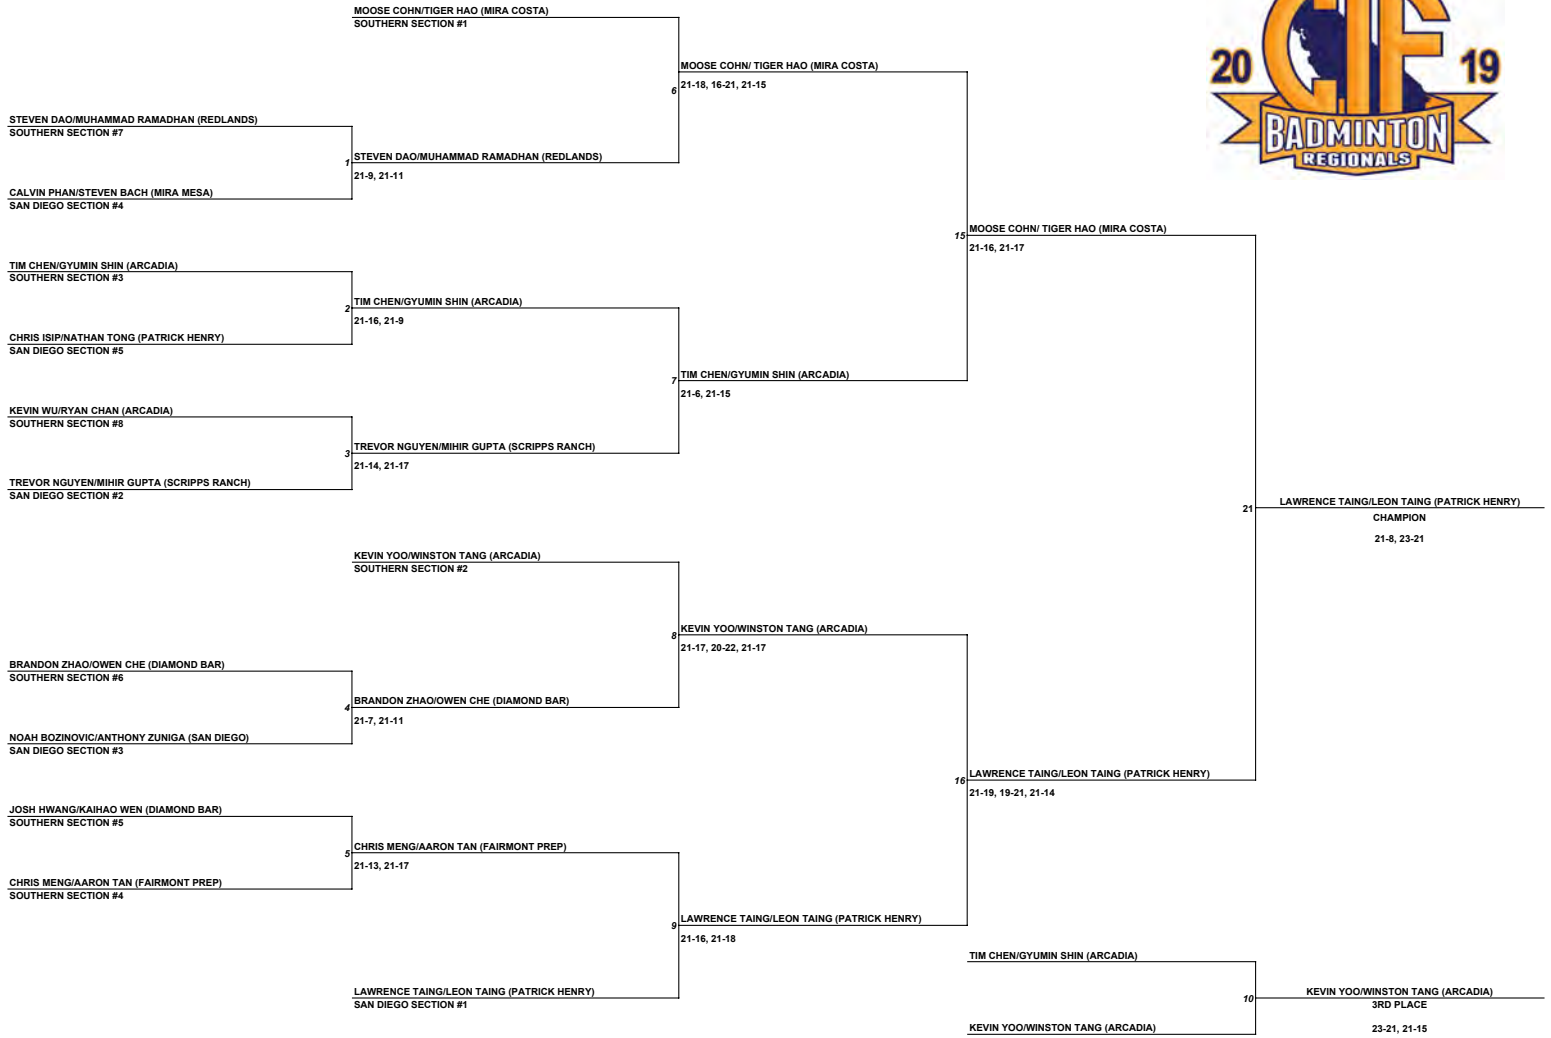 MOOSE COHN/TIGER HAO (MIRA COSTA)
SOUTHERN SECTION #1
CIF
20 19
BADMINTON
REGIONALS
MOOSE COHN/ TIGER HAO (MIRA COSTA)
6
21-18, 16-21, 21-15
STEVEN DAO/MUHAMMAD RAMADHAN (REDLANDS)
SOUTHERN SECTION #7
1
STEVEN DAO/MUHAMMAD RAMADHAN (REDLANDS)
21-9, 21-11
CALVIN PHAN/STEVEN BACH (MIRA MESA)
SAN DIEGO SECTION #4
15
MOOSE COHN/ TIGER HAO (MIRA COSTA)
21-16, 21-17
TIM CHEN/GYUMIN SHIN (ARCADIA)
SOUTHERN SECTION #3
2
TIM CHEN/GYUMIN SHIN (ARCADIA)
21-16, 21-9
CHRIS ISIP/NATHAN TONG (PATRICK HENRY)
SAN DIEGO SECTION #5
7
TIM CHEN/GYUMIN SHIN (ARCADIA)
21-6, 21-15
KEVIN WU/RYAN CHAN (ARCADIA)
SOUTHERN SECTION #8
3
TREVOR NGUYEN/MIHIR GUPTA (SCRIPPS RANCH)
21-14, 21-17
TREVOR NGUYEN/MIHIR GUPTA (SCRIPPS RANCH)
SAN DIEGO SECTION #2
21
LAWRENCE TAING/LEON TAING (PATRICK HENRY)
CHAMPION
21-8, 23-21
KEVIN YOO/WINSTON TANG (ARCADIA)
SOUTHERN SECTION #2
8
KEVIN YOO/WINSTON TANG (ARCADIA)
21-17, 20-22, 21-17
BRANDON ZHAO/OWEN CHE (DIAMOND BAR)
SOUTHERN SECTION #6
4
BRANDON ZHAO/OWEN CHE (DIAMOND BAR)
21-7, 21-11
NOAH BOZINOVIC/ANTHONY ZUNIGA (SAN DIEGO)
SAN DIEGO SECTION #3
16
LAWRENCE TAING/LEON TAING (PATRICK HENRY)
21-19, 19-21, 21-14
JOSH HWANG/KAIHAO WEN (DIAMOND BAR)
SOUTHERN SECTION #5
5
CHRIS MENG/AARON TAN (FAIRMONT PREP)
21-13, 21-17
CHRIS MENG/AARON TAN (FAIRMONT PREP)
SOUTHERN SECTION #4
9
LAWRENCE TAING/LEON TAING (PATRICK HENRY)
21-16, 21-18
LAWRENCE TAING/LEON TAING (PATRICK HENRY)
SAN DIEGO SECTION #1
TIM CHEN/GYUMIN SHIN (ARCADIA)
10
KEVIN YOO/WINSTON TANG (ARCADIA)
3RD PLACE
23-21, 21-15
KEVIN YOO/WINSTON TANG (ARCADIA)